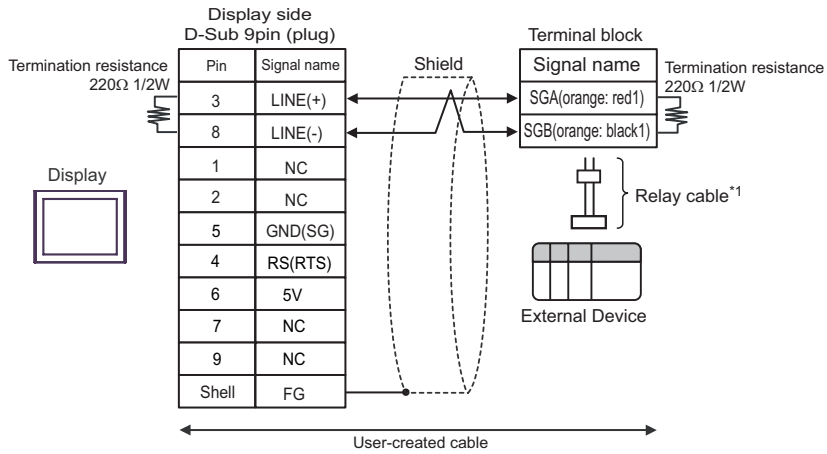 Display side
D-Sub 9pin (plug)
Terminal block
Termination resistance
220Ω 1/2W
Pin Signal name
Shield
Signal name
Termination resistance
220Ω 1/2W
3 LINE(+)
SGA(orange: red1)
8 LINE(-)
SGB(orange: black1)
1 NC
Display
2 NC
Relay cable*1
5 GND(SG)
4 RS(RTS)
6 5V
External Device
7 NC
9 NC
Shell FG
User-created cable